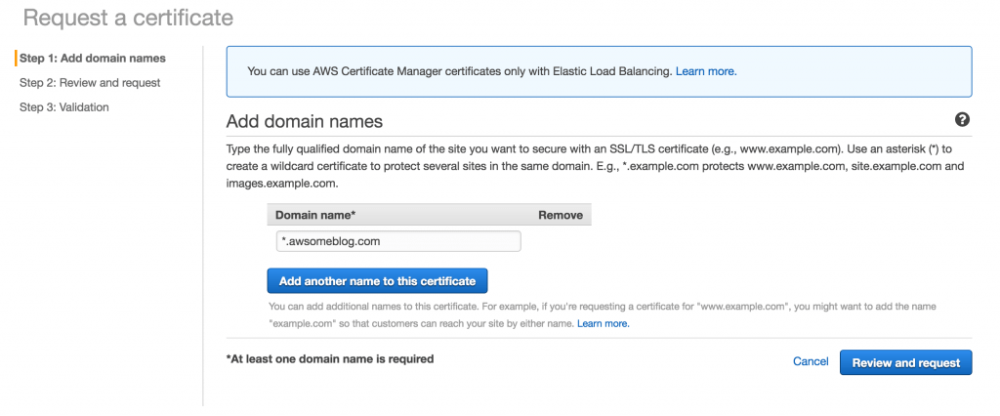 Request a certificate
Step 1: Add domain names
Step 2: Review and request
Step 3: Validation
You can use AWS Certificate Manager certificates only with Elastic Load Balancing. Learn more.
Add domain names
Type the fully qualified domain name of the site you want to secure with an SSL/TLS certificate (e.g., www.example.com). Use an asterisk (*) to
create a wildcard certificate to protect several sites in the same domain. E.g., *.example.com protects www.example.com, site.example.com and
images.example.com.
Domain name* Remove
*.awsomeblog.com
Add another name to this certificate
You can add additional names to this certificate. For example, if you're requesting a certificate for "www.example.com", you might want to add the name
"example.com" so that customers can reach your site by either name. Learn more.
*At least one domain name is required
Cancel Review and request